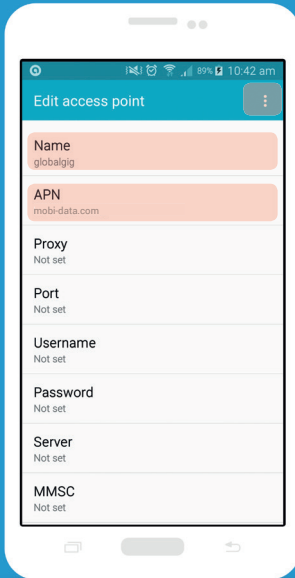 89% 10:42 am
Edit access point
Name
globalgig
APN
mobi-data.com
Proxy
Not set
Port
Not set
Username
Not set
Password
Not set
Server
Not set
MMSC
Not set